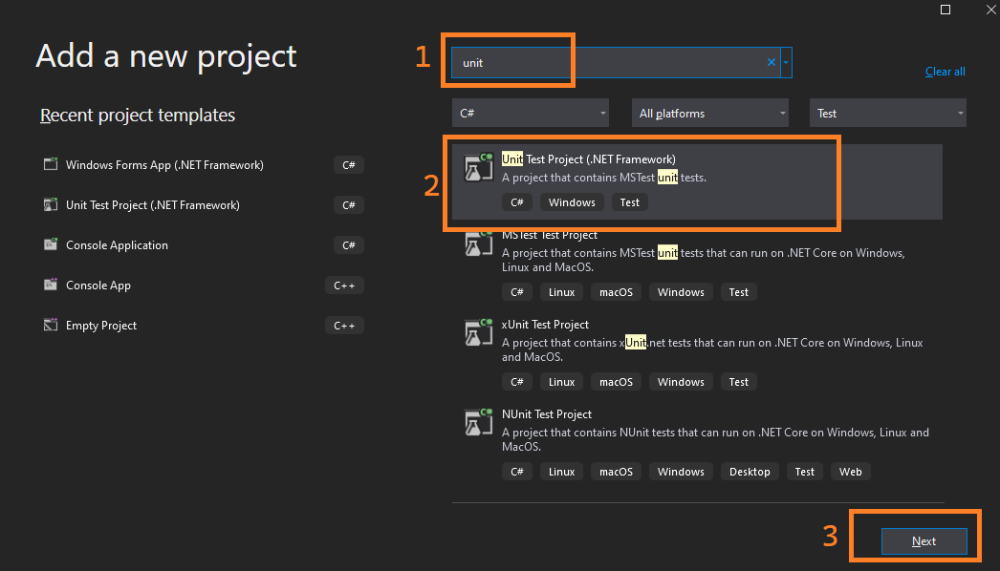 Add a new project
Recent project templates
Windows Forms App (.NET Framework) C#
Unit Test Project (.NET Framework) C#
Console Application C#
Console App C++
Empty Project C++
1
unit
Clear all
C# All platforms Test
2
Unit Test Project (.NET Framework)
A project that contains MSTest unit tests.
C# Windows Test
MSTest Test Project
A project that contains MSTest unit tests that can run on .NET Core on Windows,
Linux and MacOS.
C# Linux macOS Windows Test
xUnit Test Project
A project that contains xUnit.net tests that can run on .NET Core on Windows, Linux
and MacOS.
C# Linux macOS Windows Test
NUnit Test Project
A project that contains NUnit tests that can run on .NET Core on Windows, Linux and
MacOS.
C# Linux macOS Windows Desktop Test Web
3
Next